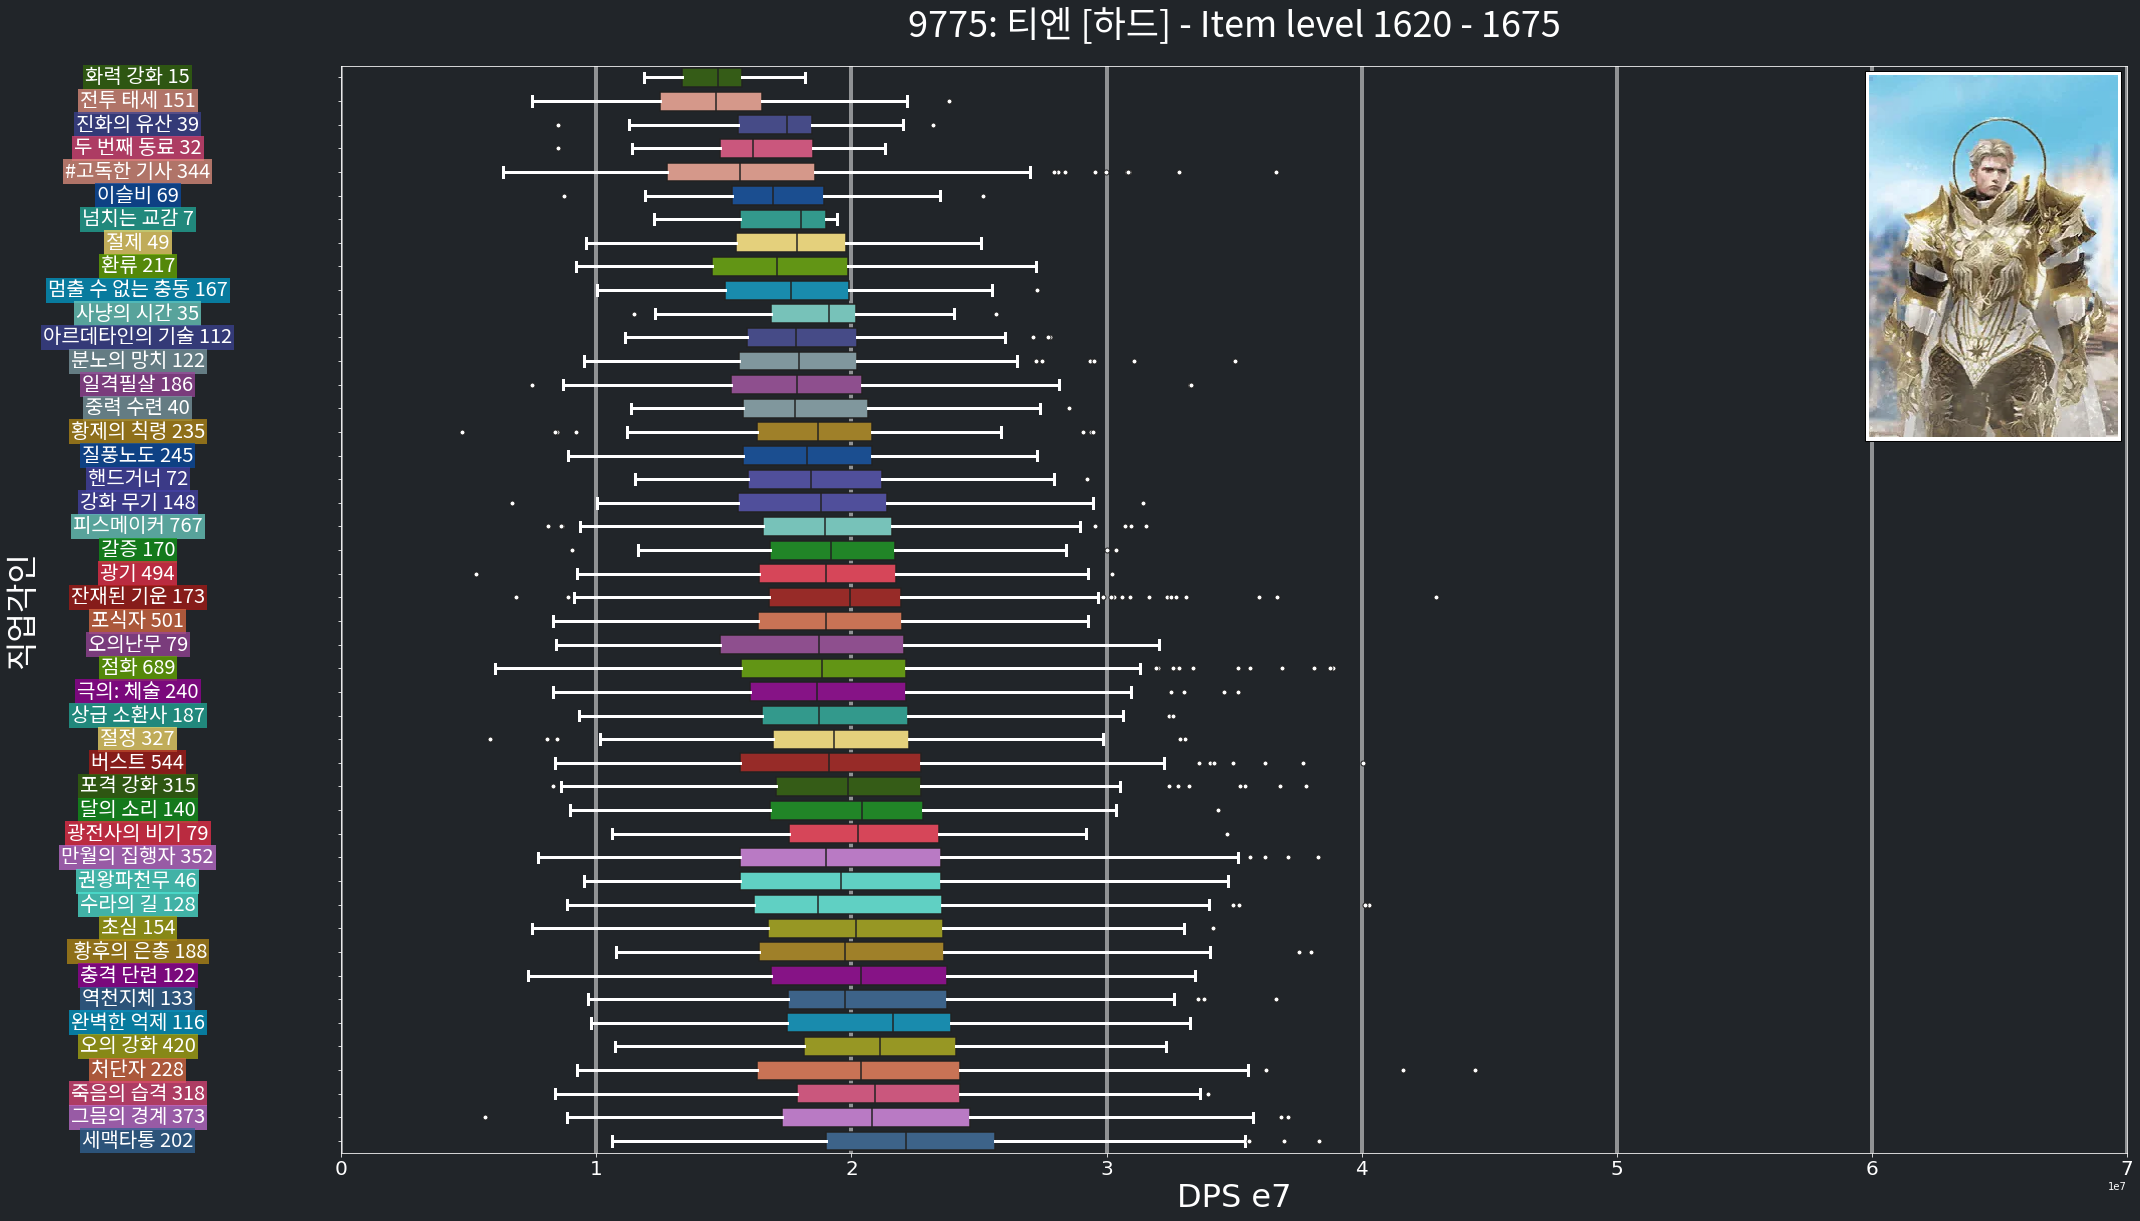 9775: 티엔 [하드] - Item level 1620 - 1675
화력 강화 15
전투 태세 151
진화의 유산 39
두 번째 동료 32
#고독한 기사 344
이슬비 69
넘치는 교감 7
절제 49
환류 217
멈출 수 없는 충동 167
사냥의 시간 35
아르데타인의 기술 112
분노의 망치 122
일격필살 186
중력 수련 40
황제의 칙령 235
질풍노도 245
핸드거너 72
강화 무기 148
피스메이커 767
갈증 170
광기 494
잔재된 기운 173
포식자 501
오의난무 79
점화 689
극의: 체술 240
상급 소환사 187
절정 327
버스트 544
포격 강화 315
달의 소리 140
광전사의 비기 79
만월의 집행자 352
권왕파천무 46
수라의 길 128
초심 154
황후의 은총 188
충격 단련 122
역천지체 133
완벽한 억제 116
오의 강화 420
처단자 228
죽음의 습격 318
그믐의 경계 373
세맥타통 202
직업각인
0 1 2 3 4 5 6 7
1e7
DPS e7